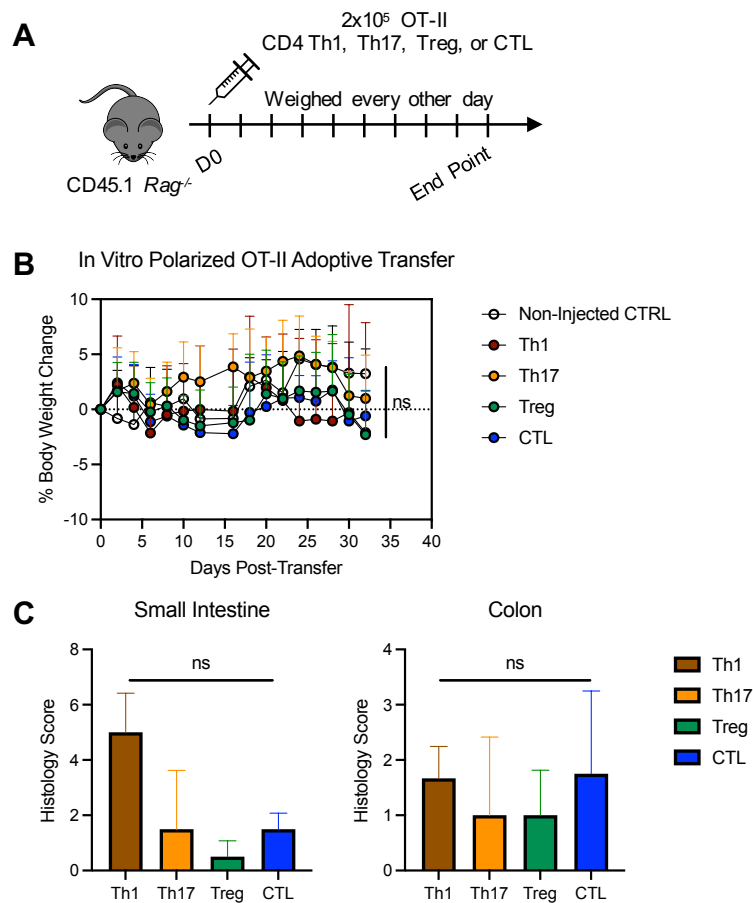 A
2x10⁵ OT-II
CD4 Th1, Th17, Treg, or CTL
Weighed every other day
D0
End Point
CD45.1 Rag-/-
B
In Vitro Polarized OT-II Adoptive Transfer
% Body Weight Change
10
5
0
-5
-10
0 5 10 15 20 25 30 35 40
Days Post-Transfer
ns
Non-Injected CTRL
Th1
Th17
Treg
CTL
C
Small Intestine
Histology Score
8
6
4
2
0
ns
Th1 Th17 Treg CTL
Colon
Histology Score
4
3
2
1
0
ns
Th1 Th17 Treg CTL
Th1
Th17
Treg
CTL